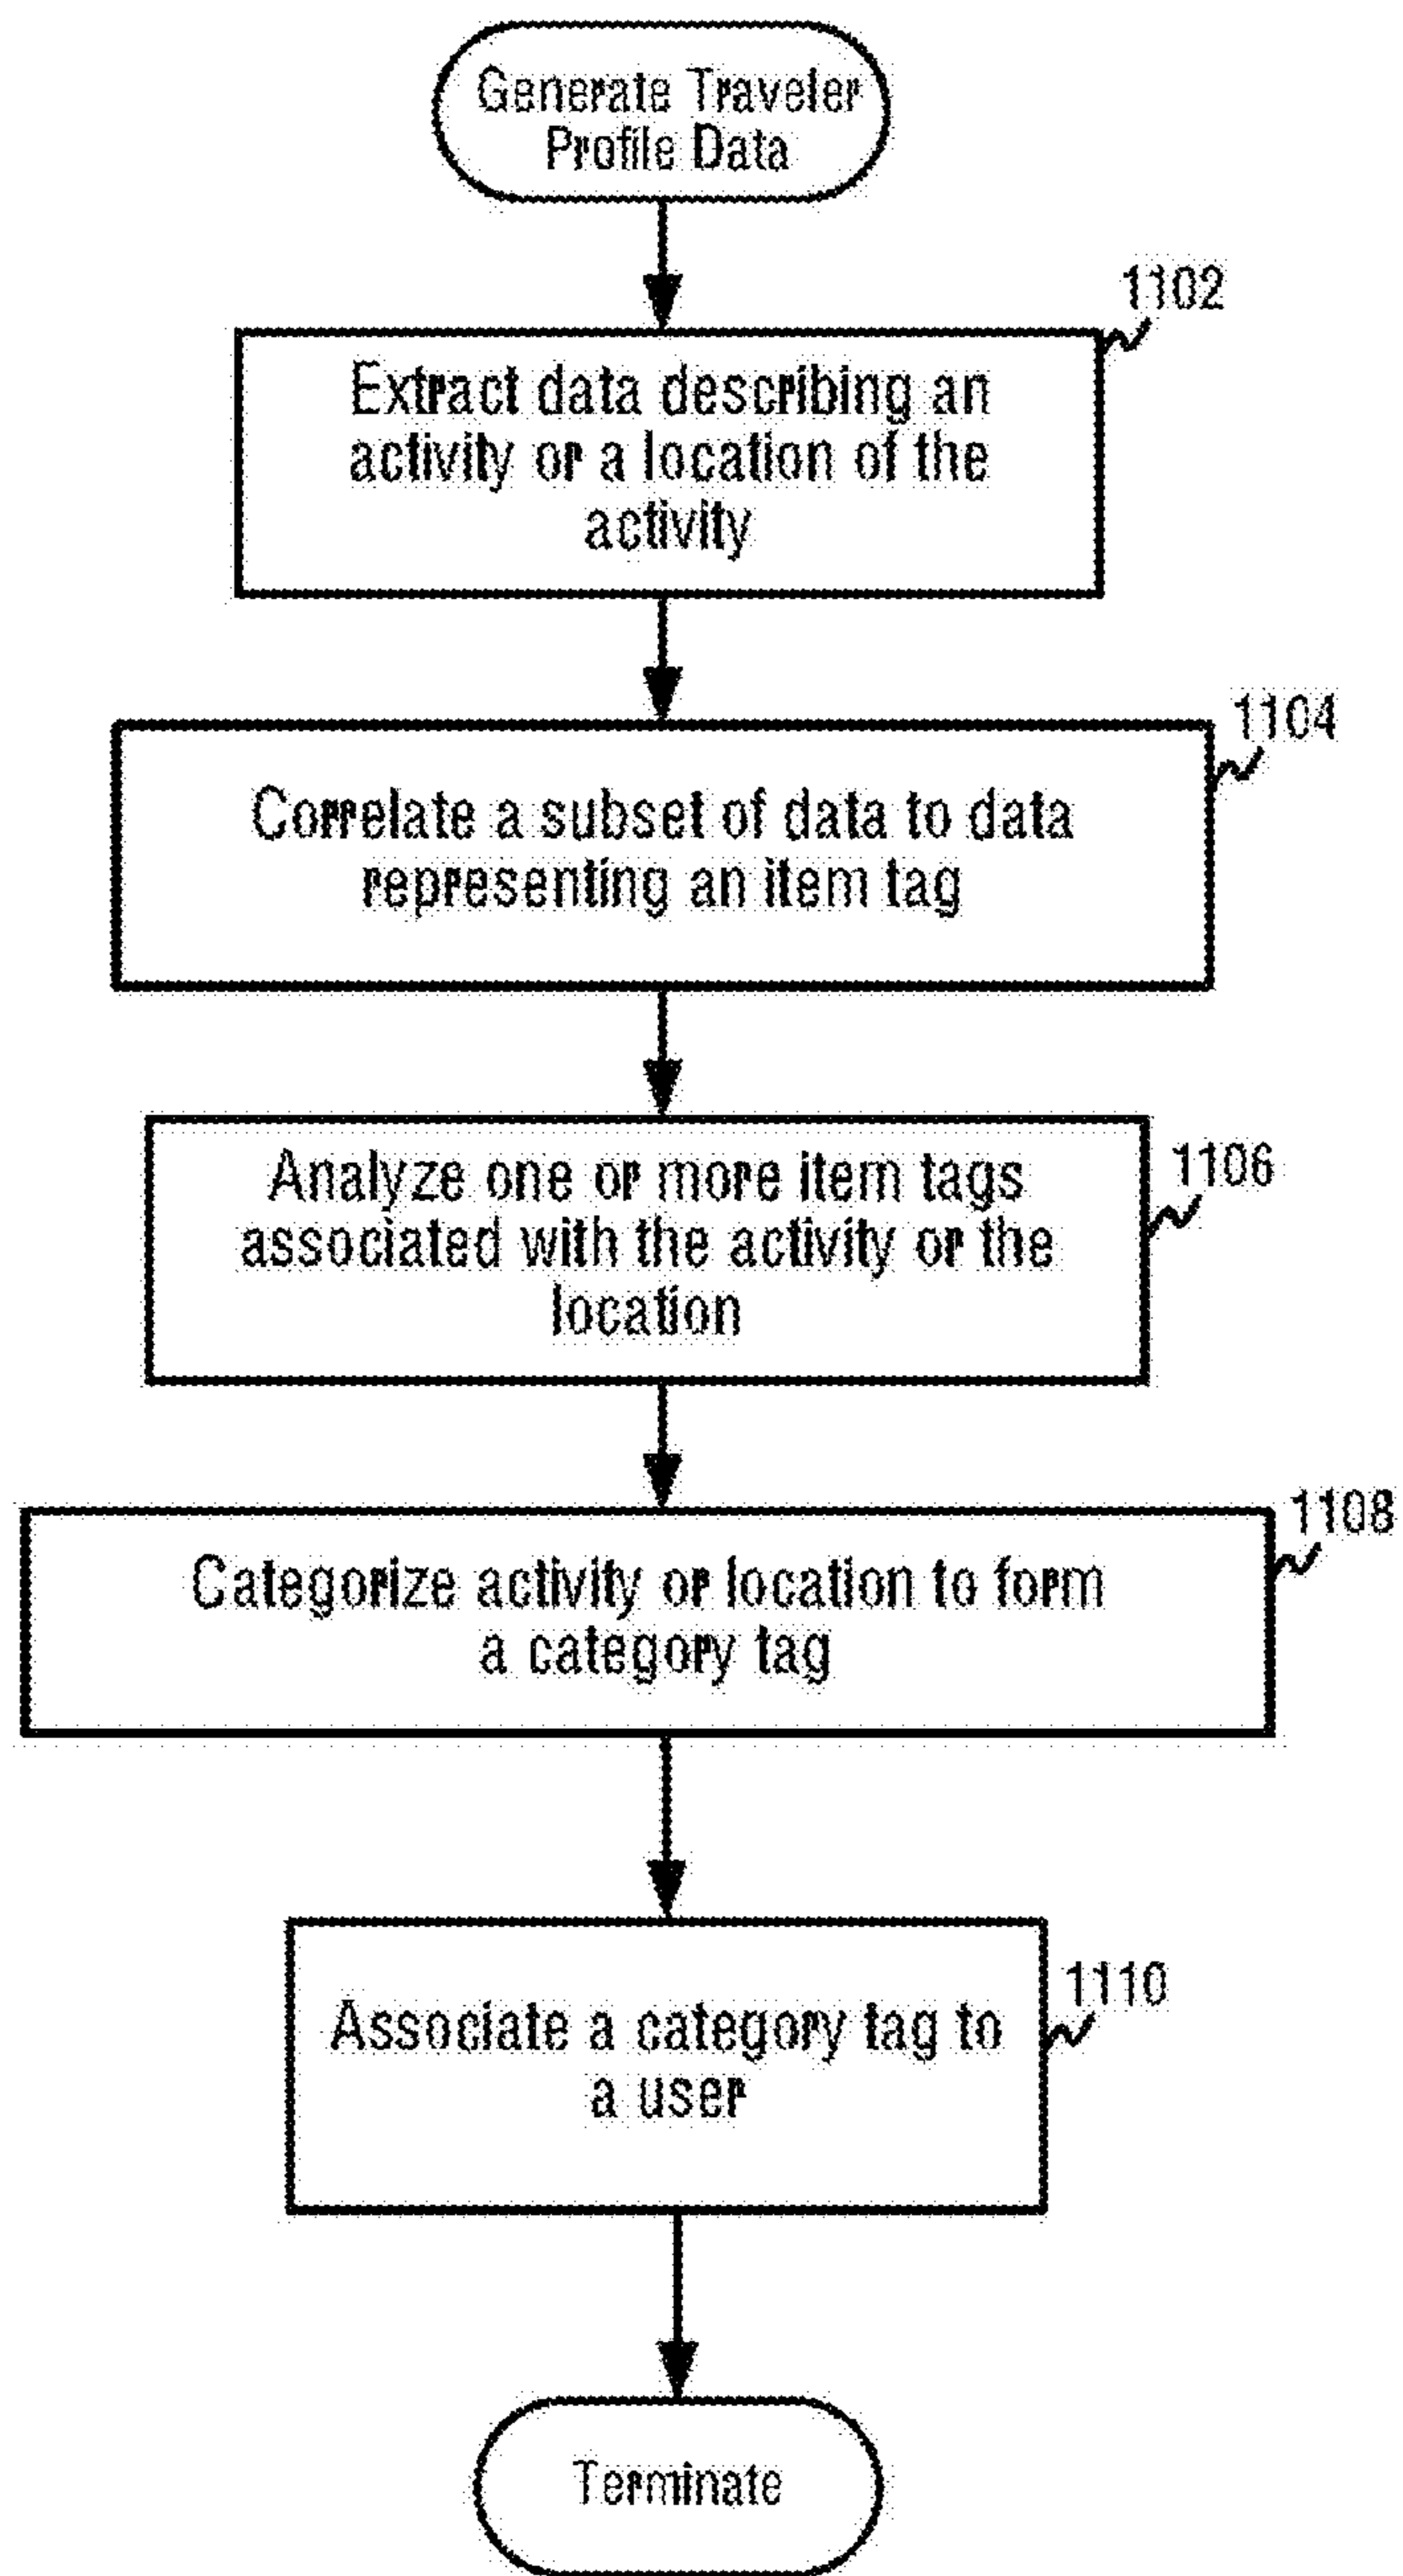 Generate Traveler
Profile Data
1102
Extract data describing an
activity or a location of the
activity
1104
Correlate a subset of data to data
representing an item tag
1106
Analyze one or more item tags
associated with the activity or the
location
1108
Categorize activity or location to form
a category tag
1110
Associate a category tag to
a user
Terminate